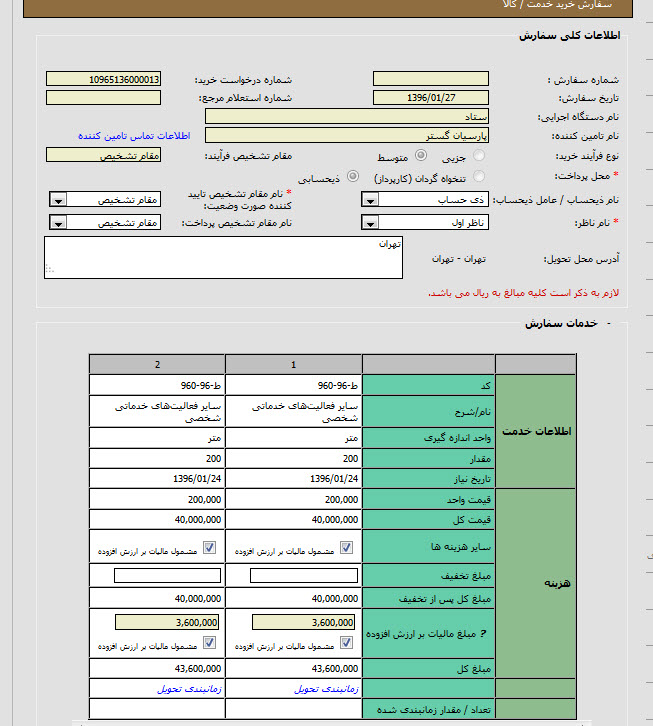 سفارش خرید خدمت / کالا
اطلاعات کلی سفارش
شماره سفارش : شماره درخواست خرید: 10965136000013
تاریخ سفارش: 1396/01/27 شماره استعلام مرجع:
نام دستگاه اجرایی: ستاد
نام تامین کننده: پارسیان گستر اطلاعات تماس تامین کننده
نوع فرآیند خرید: جزیی متوسط مقام تشخیص فرآیند: مقام تشخیص
* محل پرداخت: تنخواه گردان (کارپرداز) ذیحسابی
نام ذیحساب / عامل ذیحساب: ذی حساب * نام مقام تشخیص تایید کننده صورت وضعیت: مقام تشخیص
* نام ناظر: ناظر اول نام مقام تشخیص پرداخت: مقام تشخیص
آدرس محل تحویل: تهران - تهران تهران
لازم به ذکر است کلیه مبالغ به ریال می باشد.
- خدمات سفارش
1 2
اطلاعات خدمت
کد ط-96-960 ط-96-960
نام/شرح سایر فعالیت‌های خدماتی شخصی سایر فعالیت‌های خدماتی شخصی
واحد اندازه گیری متر متر
مقدار 200 200
تاریخ نیاز 1396/01/24 1396/01/24
هزینه
قیمت واحد 200,000 200,000
قیمت کل 40,000,000 40,000,000
سایر هزینه ها مشمول مالیات بر ارزش افزوده مشمول مالیات بر ارزش افزوده
مبلغ تخفیف
مبلغ کل پس از تخفیف 40,000,000 40,000,000
? مبلغ مالیات بر ارزش افزوده 3,600,000 3,600,000
مشمول مالیات بر ارزش افزوده مشمول مالیات بر ارزش افزوده
مبلغ کل 43,600,000 43,600,000
زمانبندی تحویل زمانبندی تحویل
تعداد / مقدار زمانبندی شده